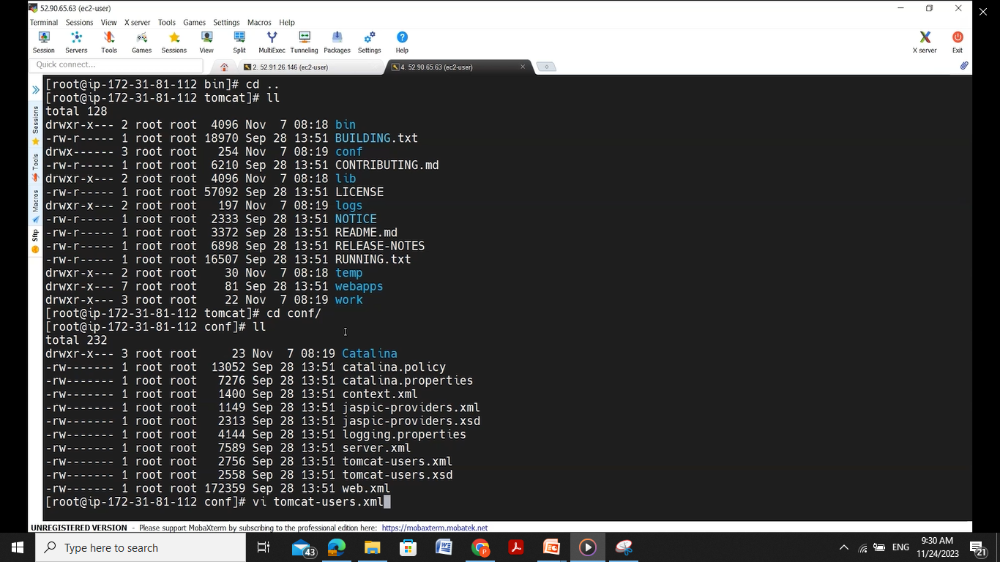 52.90.65.63 (ec2-user)
Terminal Sessions View X server Tools Games Settings Macros Help
Session Servers Tools Games Sessions View Split MultiExec Tunneling Packages Settings Help X server Exit
Quick connect... 2. 52.91.26.146 (ec2-user) 4. 52.90.65.63 (ec2-user)
Sessions
Tools
Macros
Sftp
[root@ip-172-31-81-112 bin]# cd ..
[root@ip-172-31-81-112 tomcat]# ll
total 128
drwxr-x--- 2 root root  4096 Nov  7 08:18 bin
-rw-r----- 1 root root 18970 Sep 28 13:51 BUILDING.txt
drwx------ 3 root root   254 Nov  7 08:19 conf
-rw-r----- 1 root root  6210 Sep 28 13:51 CONTRIBUTING.md
drwxr-x--- 2 root root  4096 Nov  7 08:18 lib
-rw-r----- 1 root root 57092 Sep 28 13:51 LICENSE
drwxr-x--- 2 root root   197 Nov  7 08:19 logs
-rw-r----- 1 root root  2333 Sep 28 13:51 NOTICE
-rw-r----- 1 root root  3372 Sep 28 13:51 README.md
-rw-r----- 1 root root  6898 Sep 28 13:51 RELEASE-NOTES
-rw-r----- 1 root root 16507 Sep 28 13:51 RUNNING.txt
drwxr-x--- 2 root root    30 Nov  7 08:18 temp
drwxr-x--- 7 root root    81 Sep 28 13:51 webapps
drwxr-x--- 3 root root    22 Nov  7 08:19 work
[root@ip-172-31-81-112 tomcat]# cd conf/
[root@ip-172-31-81-112 conf]# ll
total 232
drwxr-x--- 3 root root     23 Nov  7 08:19 Catalina
-rw------- 1 root root  13052 Sep 28 13:51 catalina.policy
-rw------- 1 root root   7276 Sep 28 13:51 catalina.properties
-rw------- 1 root root   1400 Sep 28 13:51 context.xml
-rw------- 1 root root   1149 Sep 28 13:51 jaspic-providers.xml
-rw------- 1 root root   2313 Sep 28 13:51 jaspic-providers.xsd
-rw------- 1 root root   4144 Sep 28 13:51 logging.properties
-rw------- 1 root root   7589 Sep 28 13:51 server.xml
-rw------- 1 root root   2756 Sep 28 13:51 tomcat-users.xml
-rw------- 1 root root   2558 Sep 28 13:51 tomcat-users.xsd
-rw------- 1 root root 172359 Sep 28 13:51 web.xml
[root@ip-172-31-81-112 conf]# vi tomcat-users.xml
UNREGISTERED VERSION - Please support MobaXterm by subscribing to the professional edition here: https://mobaxterm.mobatek.net
Type here to search 43 ENG 9:30 AM
11/24/2023 21